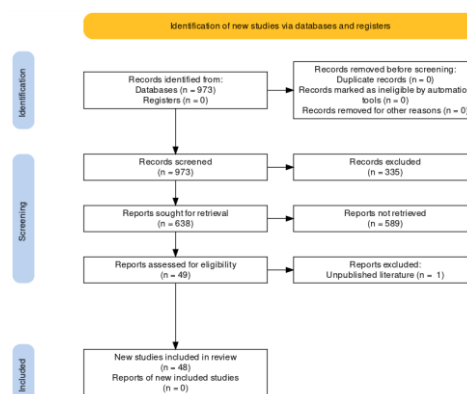 Identification of new studies via databases and registers
Identification
Records identified from:
Databases (n = 973)
Registers (n = 0)
Records removed before screening:
Duplicate records (n = 0)
Records marked as ineligible by automation
tools (n = 0)
Records removed for other reasons (n = 0)
Screening
Records screened
(n = 973)
Records excluded
(n = 335)
Reports sought for retrieval
(n = 638)
Reports not retrieved
(n = 589)
Reports assessed for eligibility
(n = 49)
Reports excluded:
Unpublished literature (n = 1)
Included
New studies included in review
(n = 48)
Reports of new included studies
(n = 0)